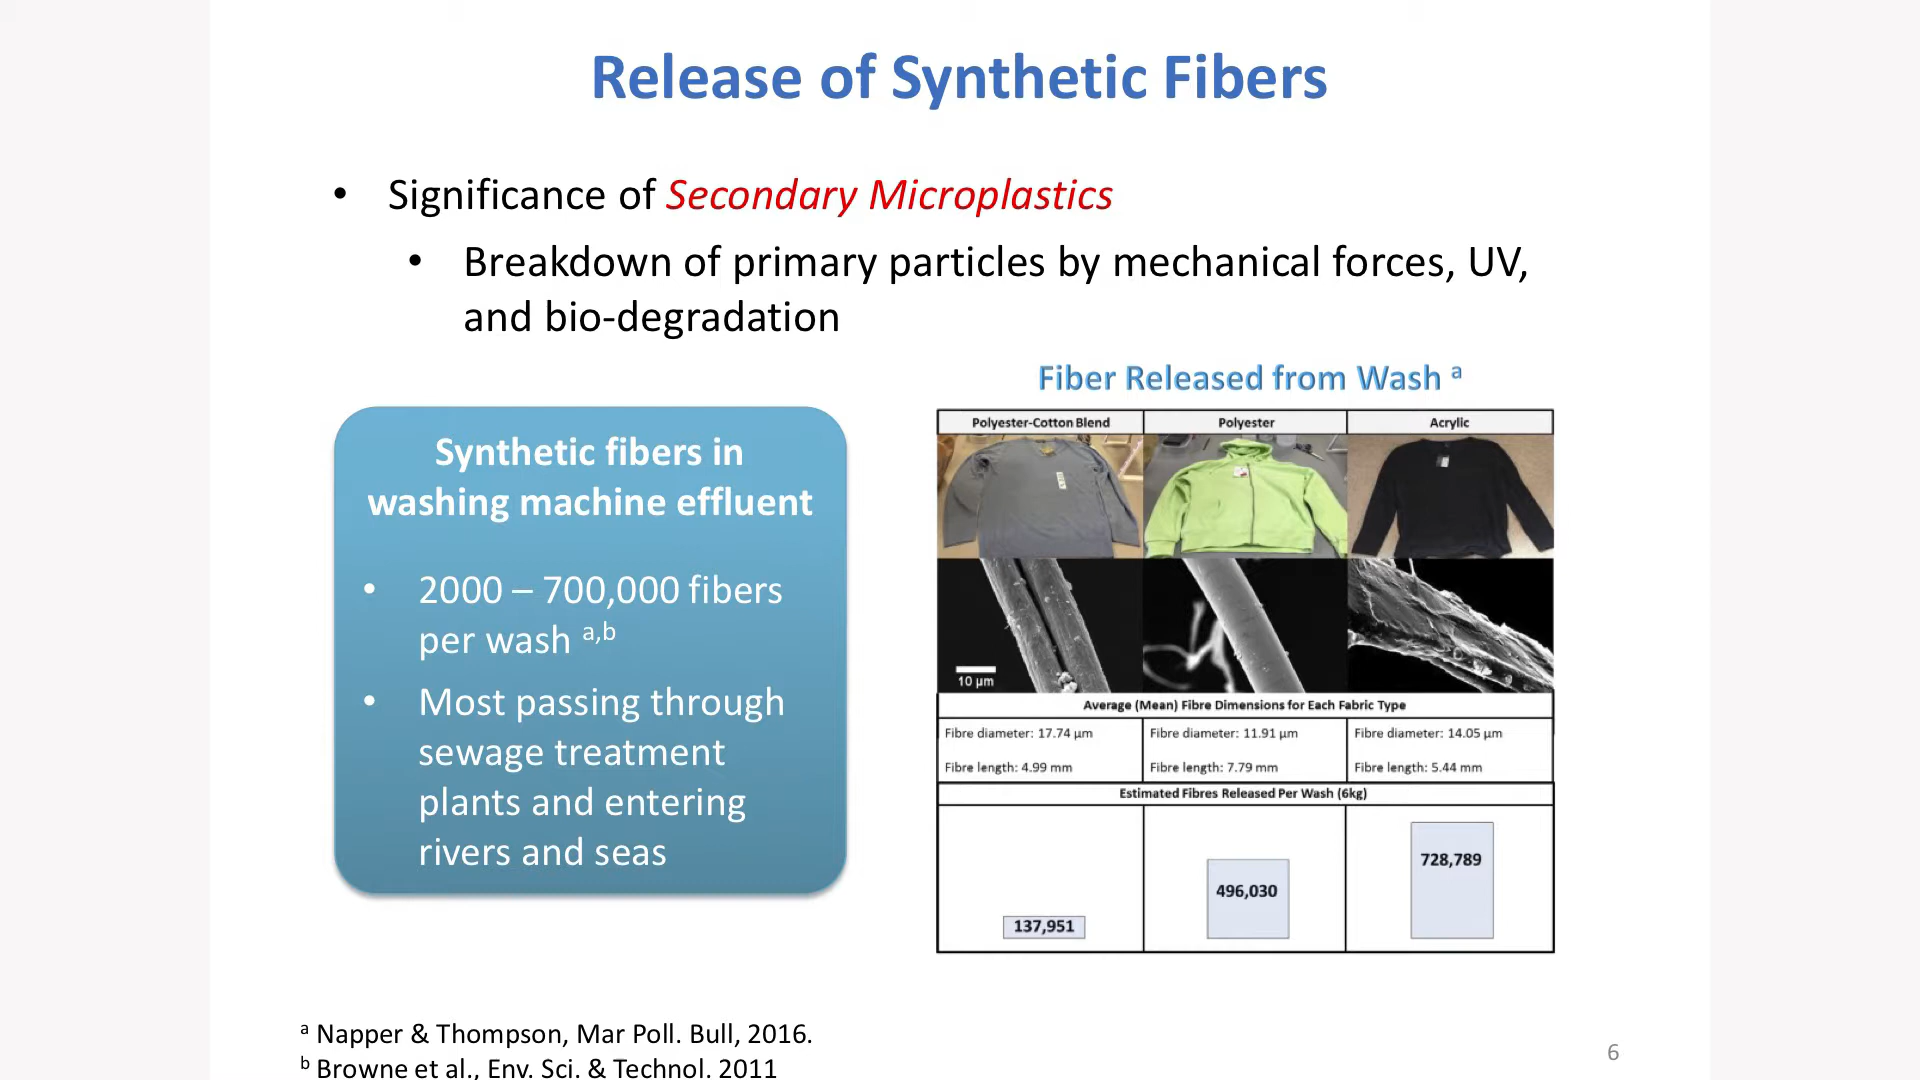 Release of Synthetic Fibers
• Significance of Secondary Microplastics
• Breakdown of primary particles by mechanical forces, UV,
and bio-degradation
Synthetic fibers in
washing machine effluent
• 2000 – 700,000 fibers
per wash a,b
• Most passing through
sewage treatment
plants and entering
rivers and seas
Fiber Released from Wash a
Polyester-Cotton Blend Polyester Acrylic
10 µm
Average (Mean) Fibre Dimensions for Each Fabric Type
Fibre diameter: 17.74 µm Fibre diameter: 11.91 µm Fibre diameter: 14.05 µm
Fibre length: 4.99 mm Fibre length: 7.79 mm Fibre length: 5.44 mm
Estimated Fibres Released Per Wash (6kg)
137,951 496,030 728,789
a Napper & Thompson, Mar Poll. Bull, 2016.
b Browne et al., Env. Sci. & Technol. 2011
6